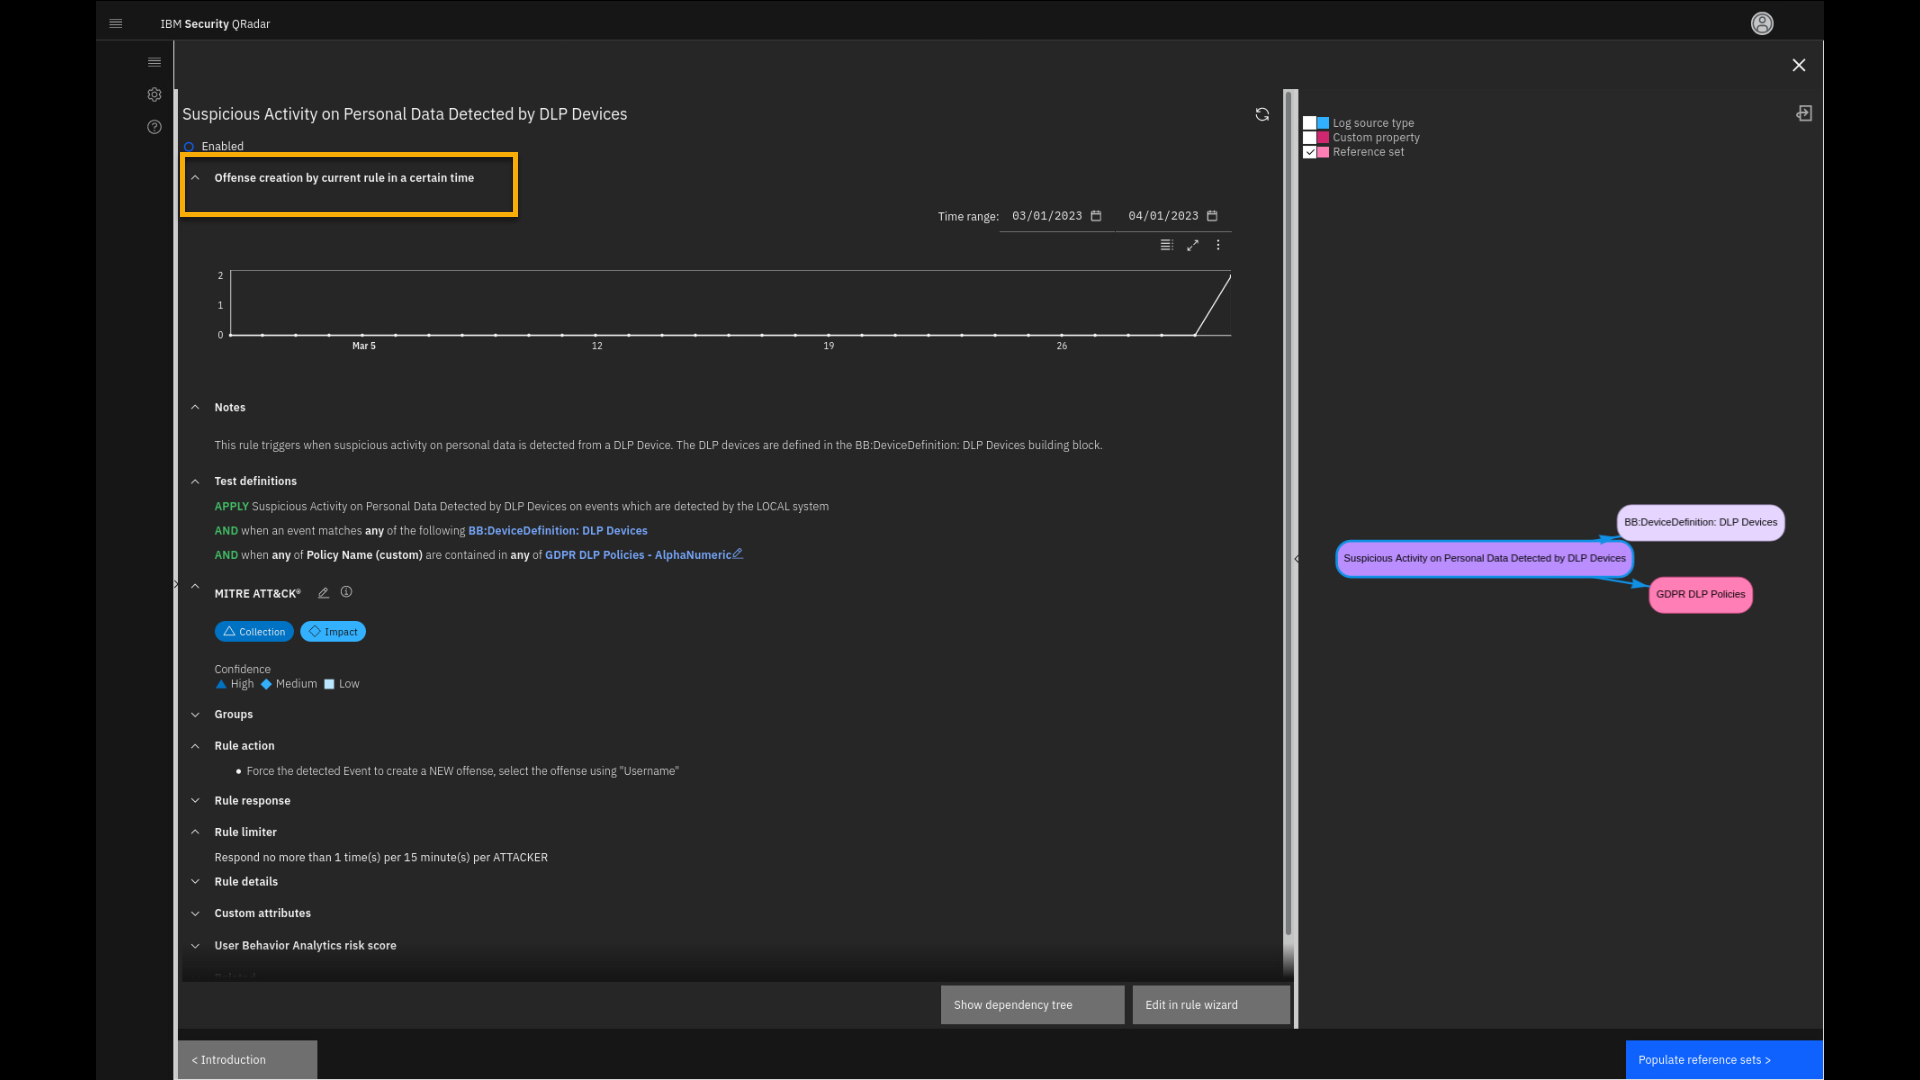 IBM Security QRadar
Suspicious Activity on Personal Data Detected by DLP Devices
Enabled
Offense creation by current rule in a certain time
Time range: 03/01/2023 04/01/2023
2
1
0
Mar 5 12 19 26
Notes
This rule triggers when suspicious activity on personal data is detected from a DLP Device. The DLP devices are defined in the BB:DeviceDefinition: DLP Devices building block.
Test definitions
APPLY Suspicious Activity on Personal Data Detected by DLP Devices on events which are detected by the LOCAL system
AND when an event matches any of the following BB:DeviceDefinition: DLP Devices
AND when any of Policy Name (custom) are contained in any of GDPR DLP Policies - AlphaNumeric
MITRE ATT&CK®
Collection Impact
Confidence
High Medium Low
Groups
Rule action
Force the detected Event to create a NEW offense, select the offense using "Username"
Rule response
Rule limiter
Respond no more than 1 time(s) per 15 minute(s) per ATTACKER
Rule details
Custom attributes
User Behavior Analytics risk score
Show dependency tree
Edit in rule wizard
Log source type
Custom property
Reference set
BB:DeviceDefinition: DLP Devices
Suspicious Activity on Personal Data Detected by DLP Devices
GDPR DLP Policies
< Introduction
Populate reference sets >